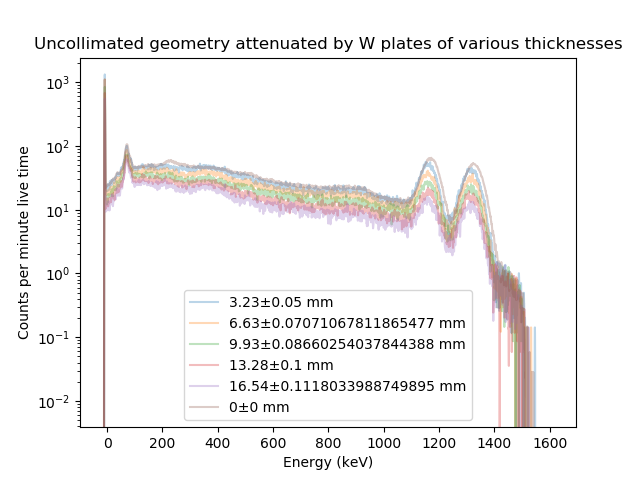 Uncollimated geometry attenuated by W plates of various thicknesses
Counts per minute live time
10³
10²
10¹
10⁰
10⁻¹
10⁻²
3.23±0.05 mm
6.63±0.07071067811865477 mm
9.93±0.08660254037844388 mm
13.28±0.1 mm
16.54±0.1118033988749895 mm
0±0 mm
0 200 400 600 800 1000 1200 1400 1600
Energy (keV)